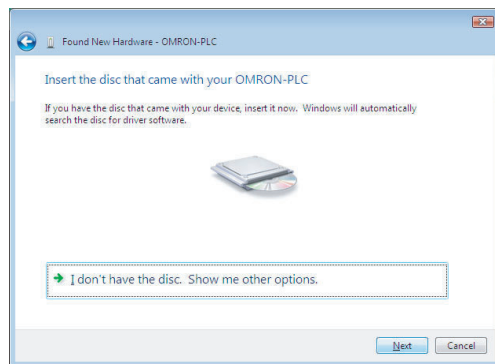 Found New Hardware - OMRON-PLC
Insert the disc that came with your OMRON-PLC
If you have the disc that came with your device, insert it now. Windows will automatically
search the disc for driver software.
I don't have the disc. Show me other options.
Next
Cancel